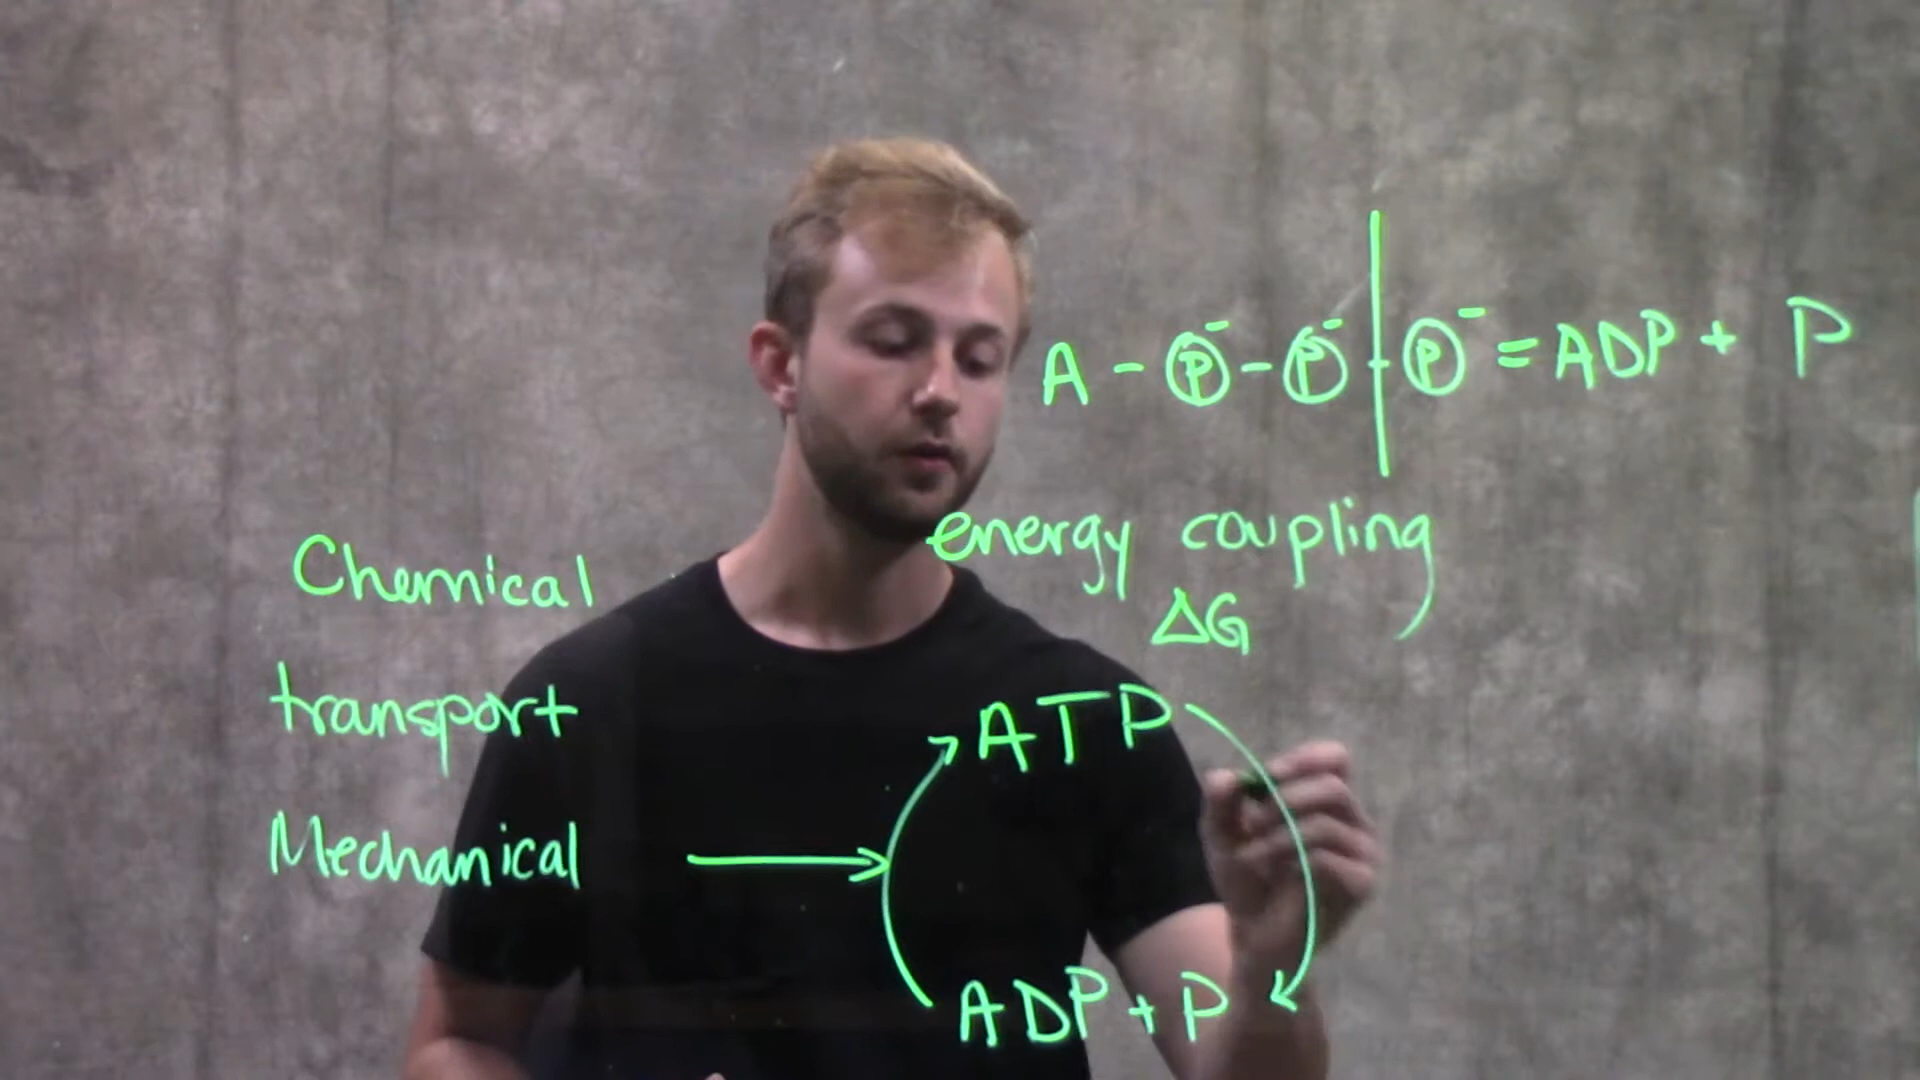 A - P⁻ - P⁻ - P⁻ = ADP + P
energy coupling
ΔG
Chemical
transport
Mechanical
ATP
ADP + P